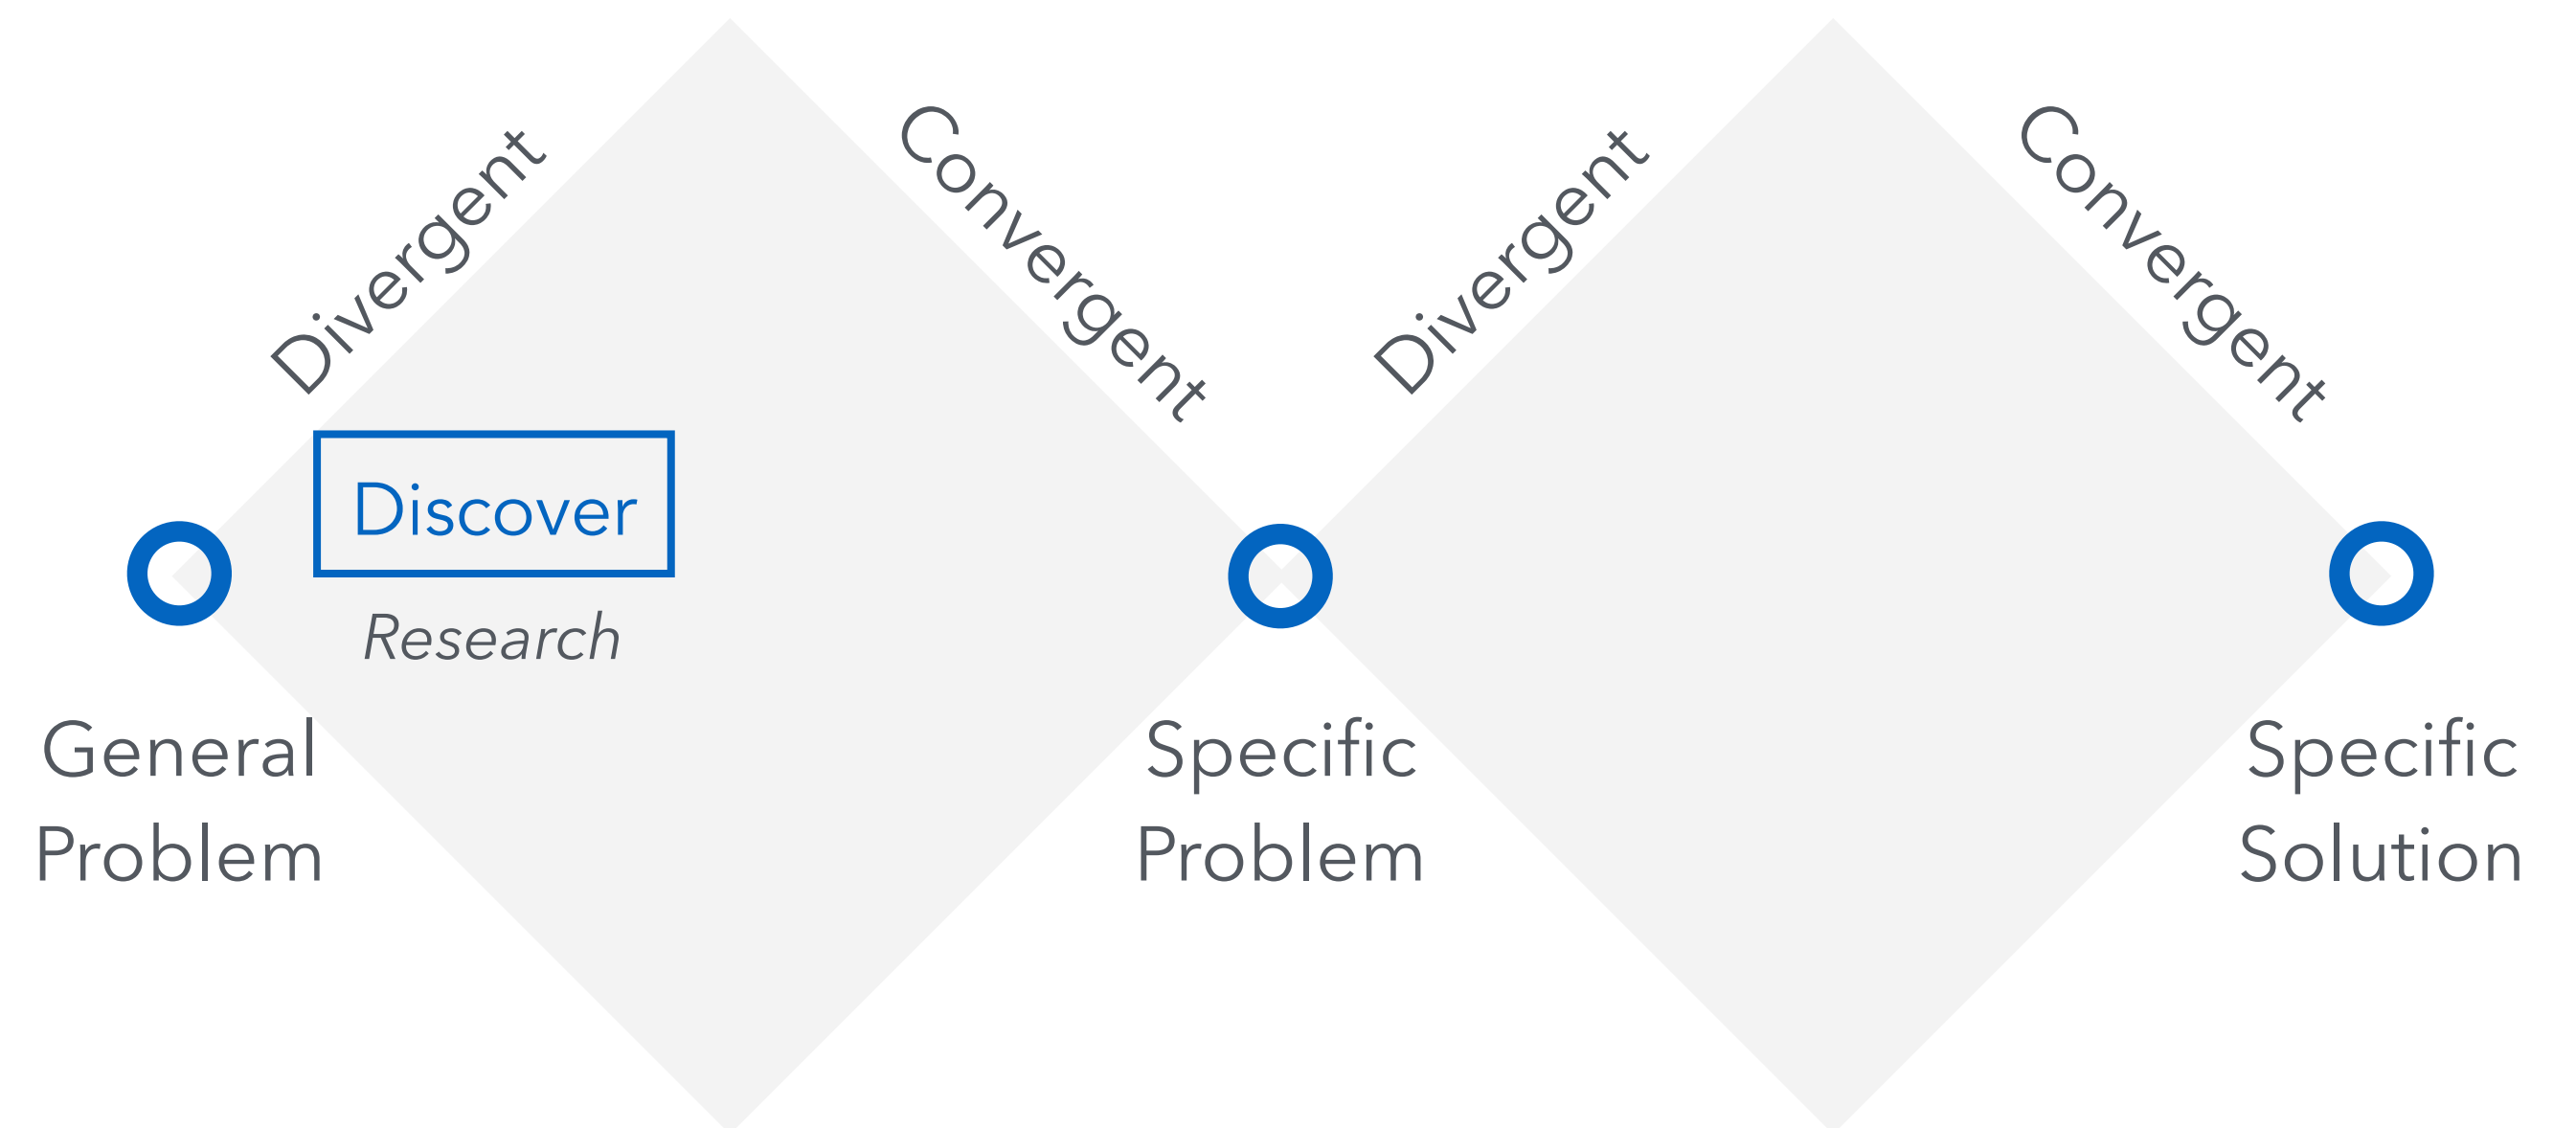 Divergent
Convergent
Divergent
Convergent
Discover
Research
General
Problem
Specific
Problem
Specific
Solution